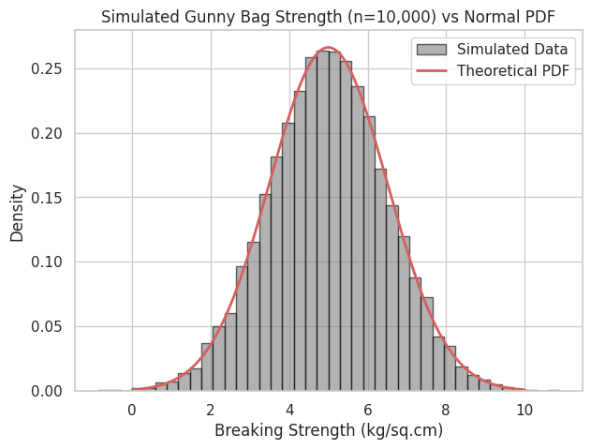 Simulated Gunny Bag Strength (n=10,000) vs Normal PDF
Simulated Data
Theoretical PDF
0.25
0.20
0.15
0.10
0.05
0.00
Density
0 2 4 6 8 10
Breaking Strength (kg/sq.cm)